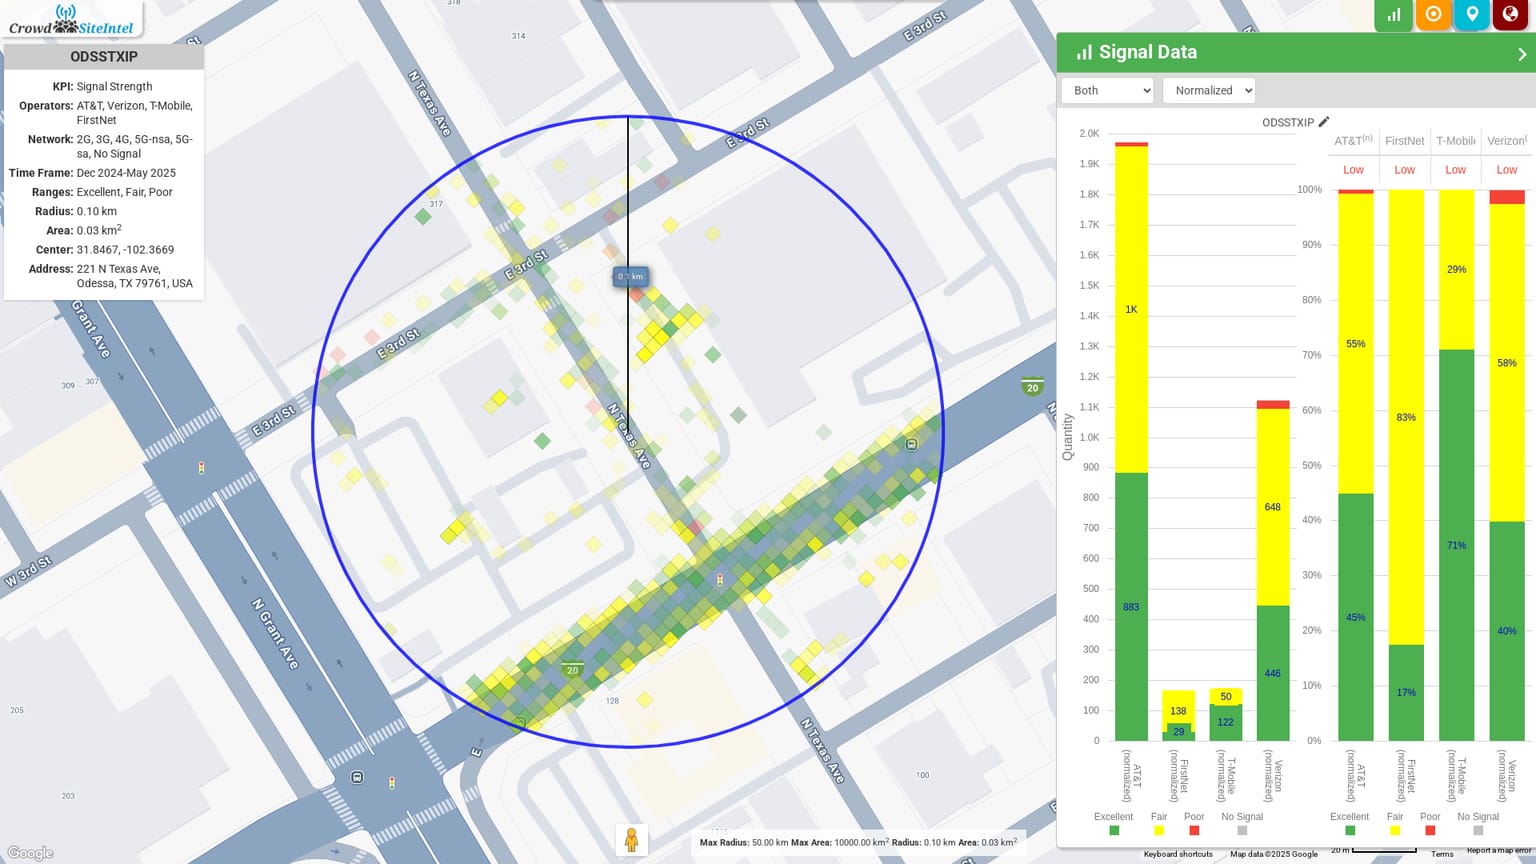 Crowd SiteIntel
ODSSTXIP
KPI: Signal Strength
Operators: AT&T, Verizon, T-Mobile,
FirstNet
Network: 2G, 3G, 4G, 5G-nsa, 5G-
sa, No Signal
Time Frame: Dec 2024-May 2025
Ranges: Excellent, Fair, Poor
Radius: 0.10 km
Area: 0.03 km²
Center: 31.8467, -102.3669
Address: 221 N Texas Ave,
Odessa, TX 79761, USA
318
314
E 3rd St
N Texas Ave
E 3rd St
317
E 3rd St
0.1 km
Grant Ave
E 3rd St
309
307
20
E 3rd St
N Texas Ave
W 3rd St
N Grant Ave
20
128
205
E
N Texas Ave
100
203
Google
Max Radius: 50.00 km Max Area: 10000.00 km² Radius: 0.10 km Area: 0.03 km²
Keyboard shortcuts
Map data ©2025 Google
20 m
Terms
Report a map error
Signal Data
Both
Normalized
ODSSTXIP
2.0K
1.9K
1.8K
1.7K
1.6K
1.5K
1.4K
1.3K
1.2K
1.1K
1.0K
900
800
700
600
500
400
300
200
100
0
Quantity
1K
883
138
29
50
122
648
446
AT&T
(normalized)
FirstNet
(normalized)
T-Mobile
(normalized)
Verizon
(normalized)
Excellent
Fair
Poor
No Signal
AT&T(n)
FirstNet
T-Mobile
Verizon(
Low
Low
Low
Low
100%
90%
80%
70%
60%
50%
40%
30%
20%
10%
0%
55%
45%
83%
17%
29%
71%
58%
40%
AT&T
(normalized)
FirstNet
(normalized)
T-Mobile
(normalized)
Verizon
(normalized)
Excellent
Fair
Poor
No Signal